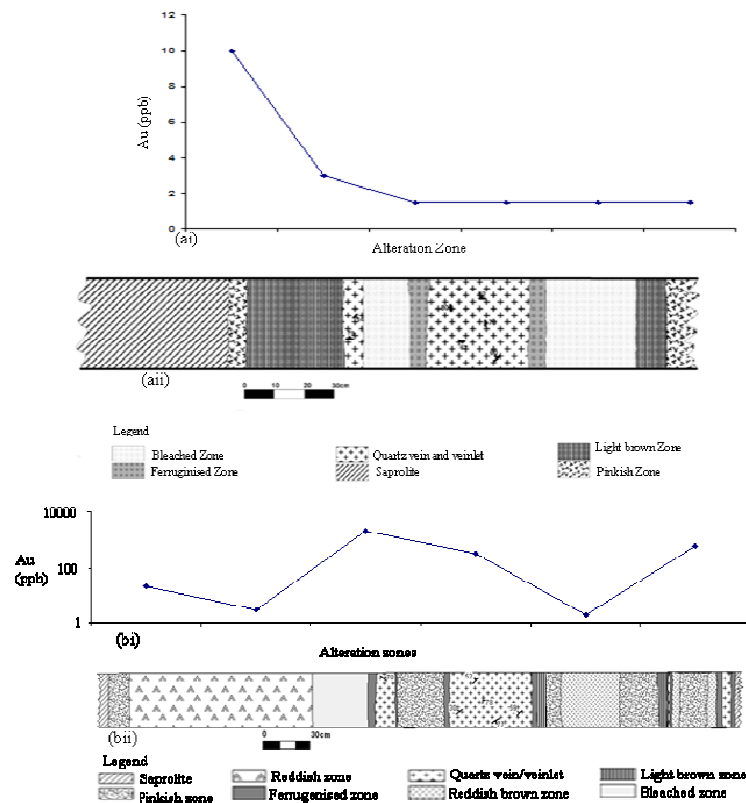 12
10
8
6
4
2
0
Au (ppb)
(ai)
Alteration Zone
(aii)
0 10 20 30cm
Legend
Bleached Zone
Quartz vein and veinlet
Light brown Zone
Ferruginised Zone
Saprolite
Pinkish Zone
10000
Au
(ppb)
100
1
(bi)
Alteration zones
(bii)
0 30cm
Legend
Saprolite
Reddish zone
Quartz vein/veinlet
Light brown zone
Pinkish zone
Ferrugenised zone
Reddish brown zone
Bleached zone